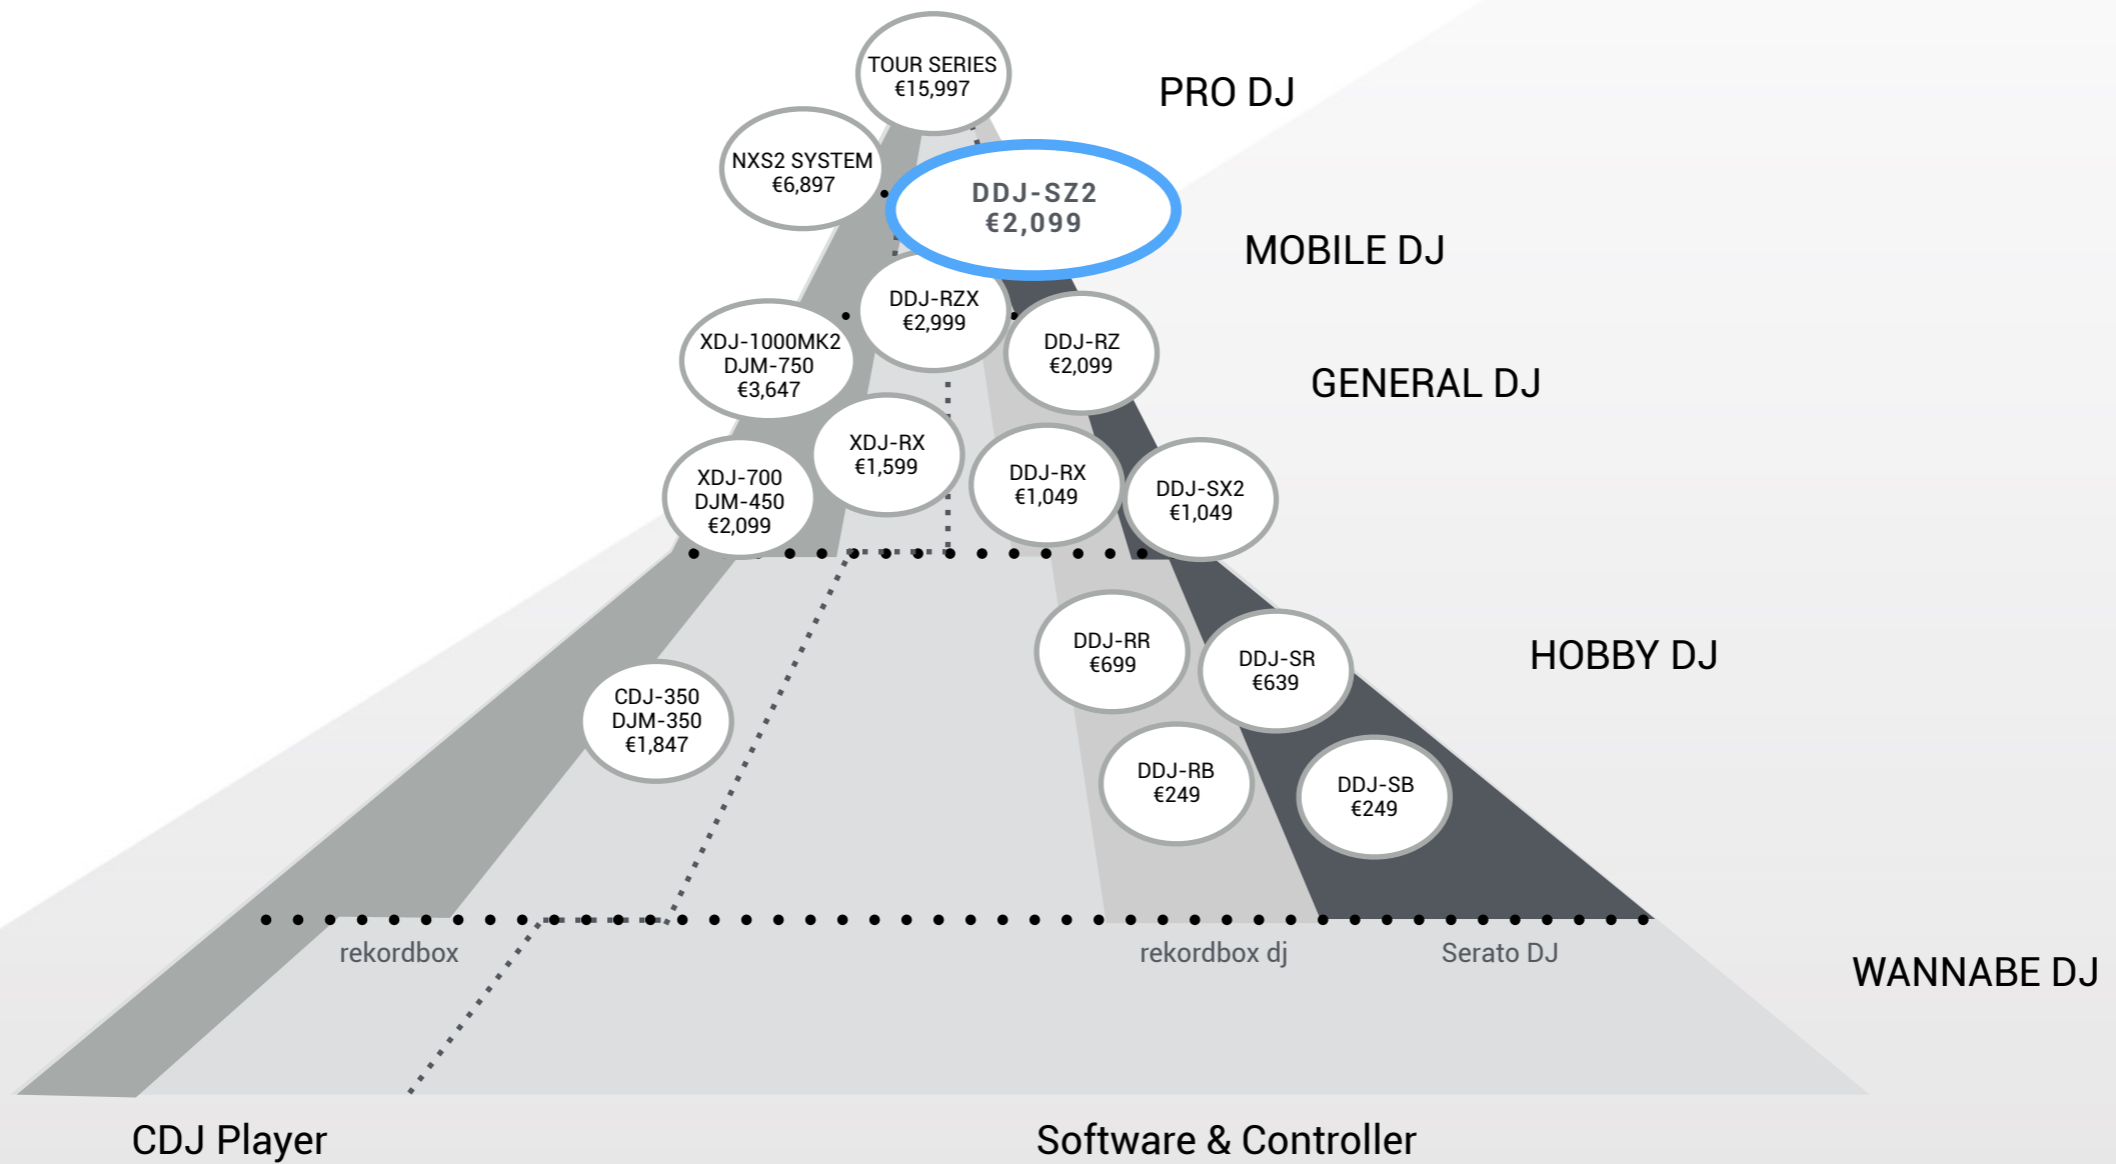 TOUR SERIES
€15,997
PRO DJ
NXS2 SYSTEM
€6,897
DDJ-SZ2
€2,099
MOBILE DJ
DDJ-RZX
€2,999
XDJ-1000MK2
DJM-750
€3,647
DDJ-RZ
€2,099
GENERAL DJ
XDJ-RX
€1,599
XDJ-700
DJM-450
€2,099
DDJ-RX
€1,049
DDJ-SX2
€1,049
DDJ-RR
€699
DDJ-SR
€639
HOBBY DJ
CDJ-350
DJM-350
€1,847
DDJ-RB
€249
DDJ-SB
€249
rekordbox
rekordbox dj
Serato DJ
WANNABE DJ
CDJ Player
Software & Controller